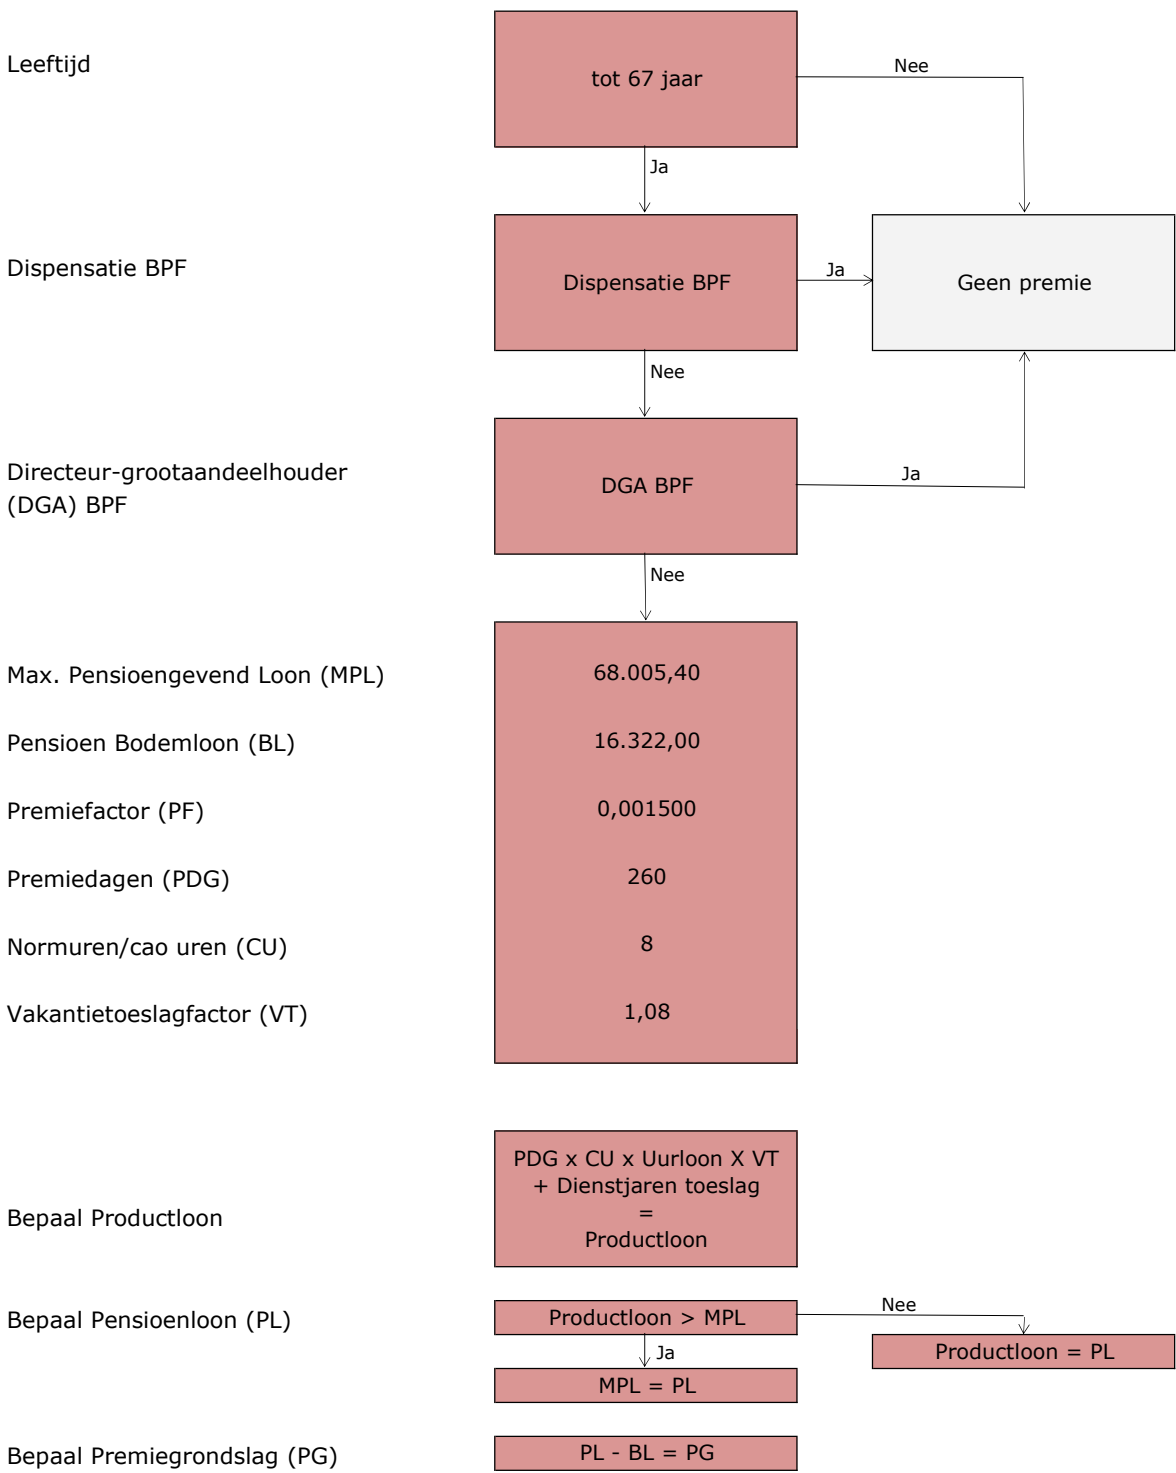 Leeftijd
tot 67 jaar
Nee
Ja
Dispensatie BPF
Dispensatie BPF
Ja
Geen premie
Nee
Directeur-grootaandeelhouder
(DGA) BPF
DGA BPF
Ja
Nee
Max. Pensioengevend Loon (MPL)
68.005,40
Pensioen Bodemloon (BL)
16.322,00
Premiefactor (PF)
0,001500
Premiedagen (PDG)
260
Normuren/cao uren (CU)
8
Vakantietoeslagfactor (VT)
1,08
Bepaal Productloon
PDG x CU x Uurloon X VT
+ Dienstjaren toeslag
=
Productloon
Bepaal Pensioenloon (PL)
Productloon > MPL
Nee
Ja
Productloon = PL
MPL = PL
Bepaal Premiegrondslag (PG)
PL - BL = PG